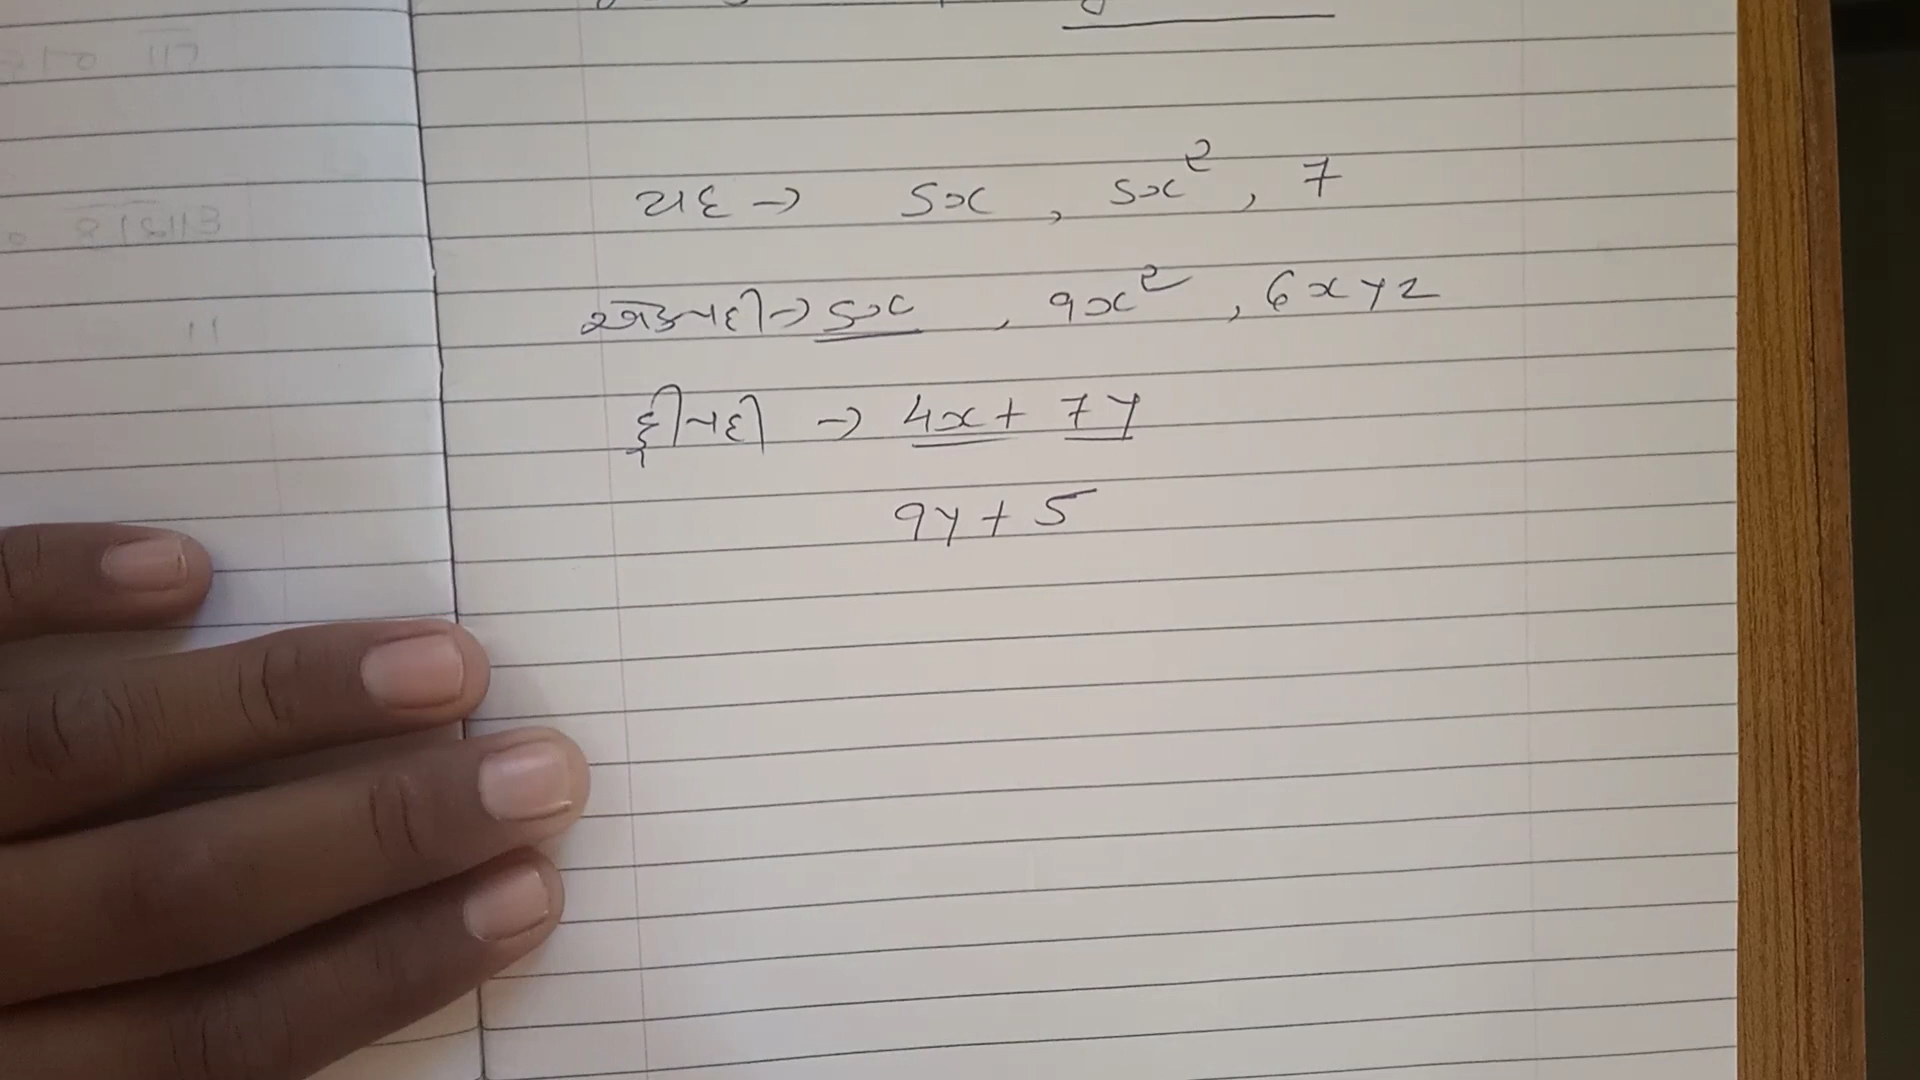 પદ → 5x , 5x² , 7
એકપદી → 5x , 9x² , 6xyz
દ્વીપદી → 4x + 7y
9y + 5